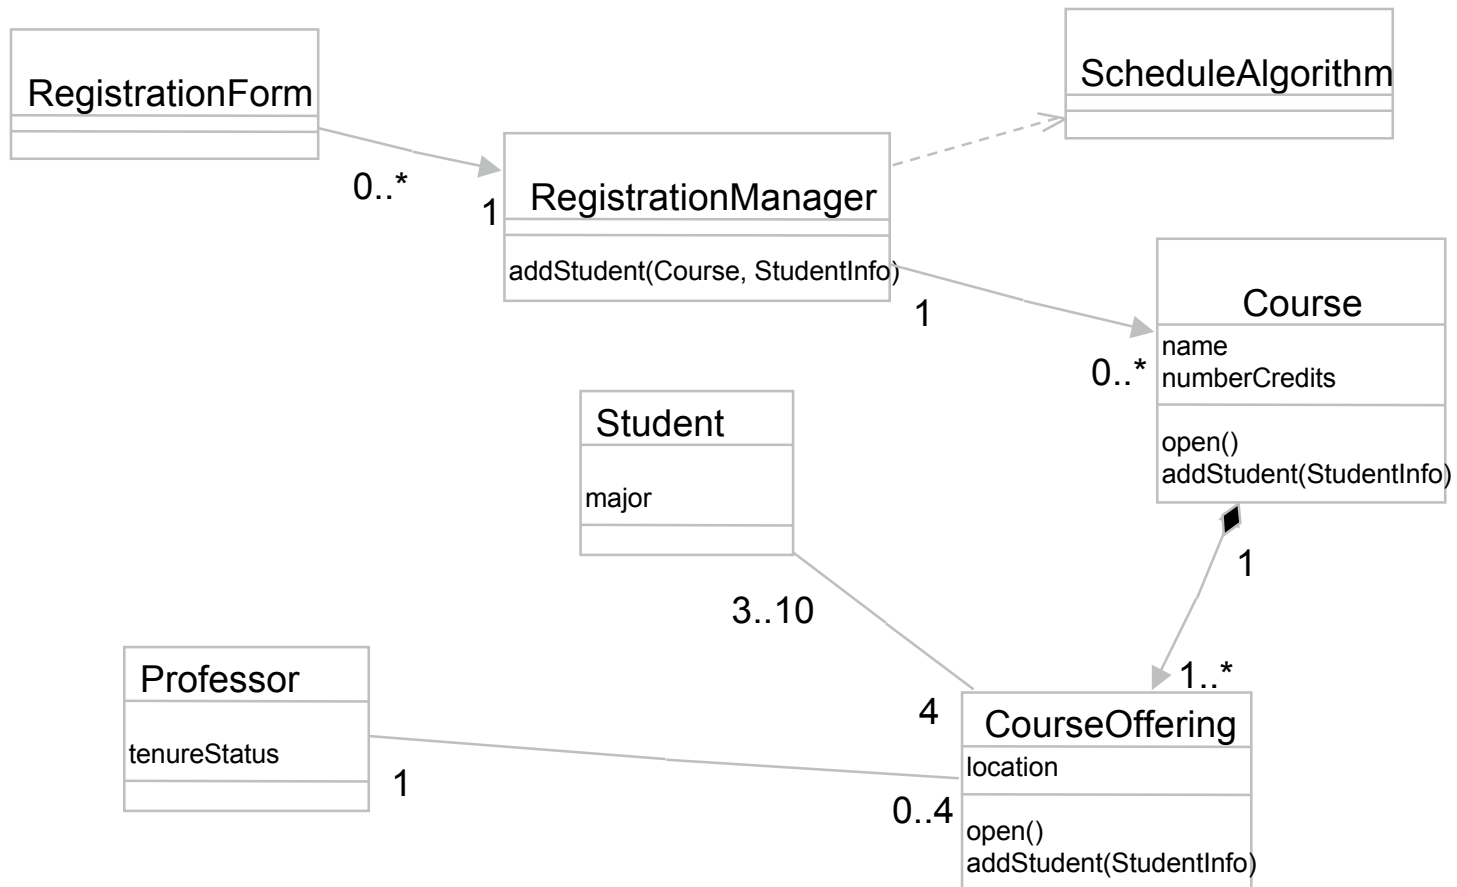 RegistrationForm
ScheduleAlgorithm
0..*
1
RegistrationManager
addStudent(Course, StudentInfo)
1
0..*
Course
name
numberCredits
open()
addStudent(StudentInfo)
Student
major
3..10
4
1
1..*
Professor
tenureStatus
1
0..4
CourseOffering
location
open()
addStudent(StudentInfo)